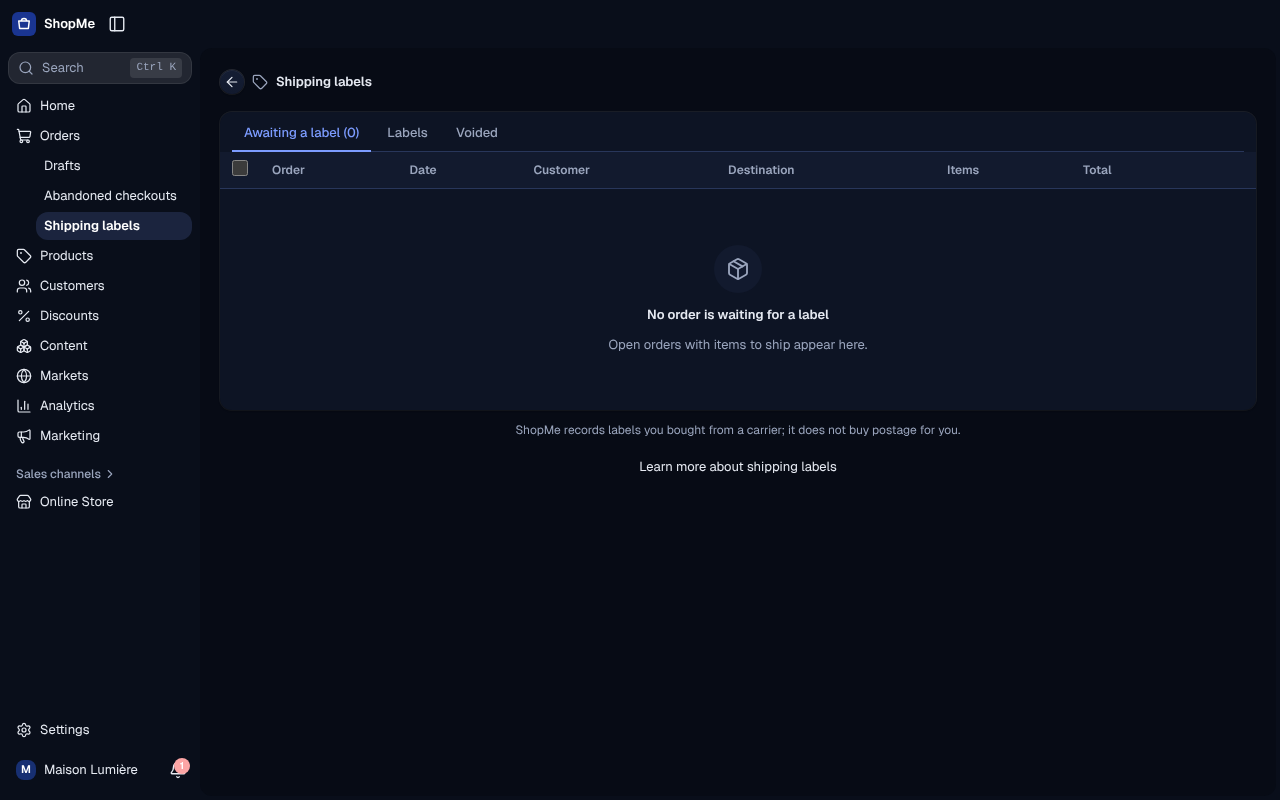 ShopMe
Search Ctrl K
Home
Orders
Drafts
Abandoned checkouts
Shipping labels
Products
Customers
Discounts
Content
Markets
Analytics
Marketing
Sales channels
Online Store
Settings
M Maison Lumière 1
Shipping labels
Awaiting a label (0) Labels Voided
Order Date Customer Destination Items Total
No order is waiting for a label
Open orders with items to ship appear here.
ShopMe records labels you bought from a carrier; it does not buy postage for you.
Learn more about shipping labels